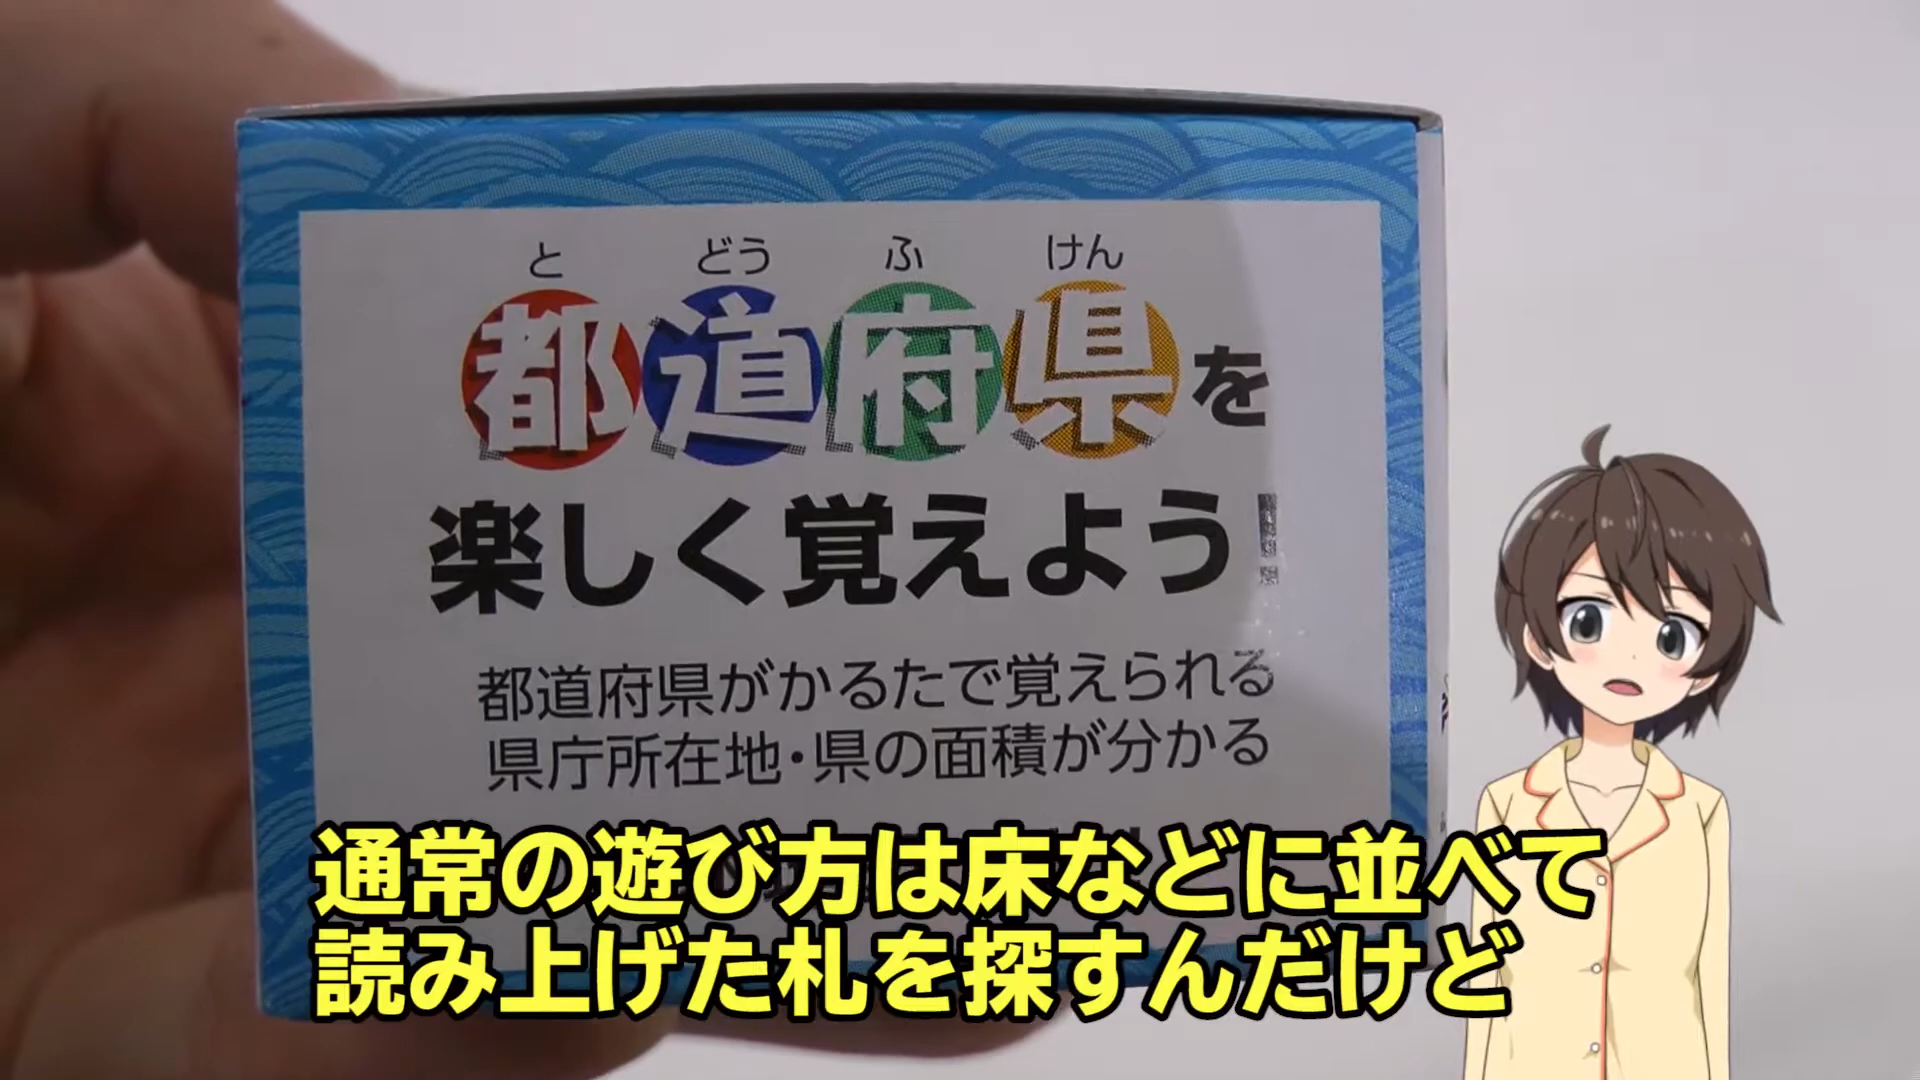 と どう ふ けん
都道府県を
楽しく覚えよう!
都道府県がかるたで覚えられる
県庁所在地・県の面積が分かる
通常の遊び方は床などに並べて
読み上げた札を探すんだけど